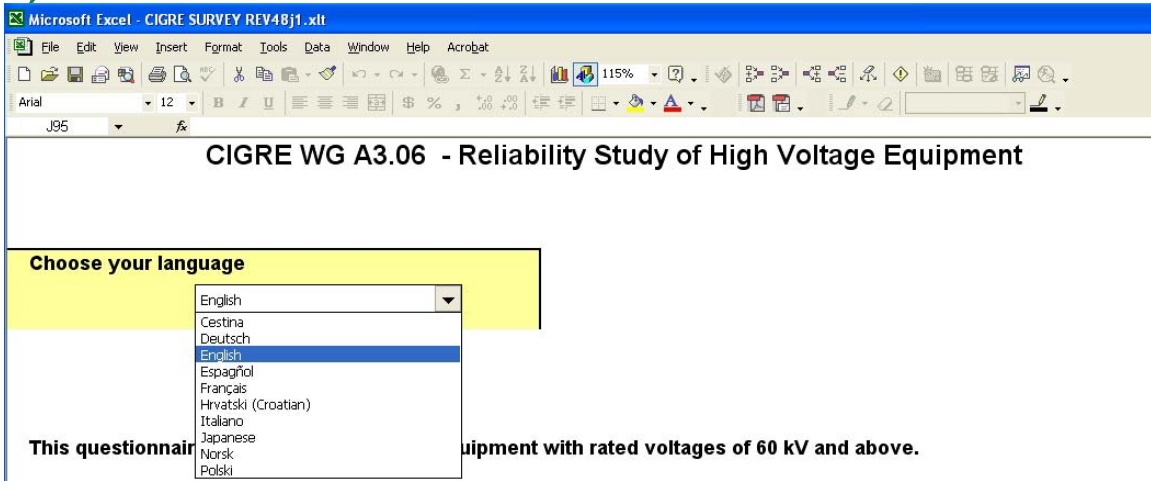 Microsoft Excel - CIGRE SURVEY REV48j1.xlt
File Edit View Insert Format Tools Data Window Help Acrobat
115%
Arial 12 B I U $ % ,
J95 fx
CIGRE WG A3.06 - Reliability Study of High Voltage Equipment
Choose your language
English
Cestina
Deutsch
English
Espagñol
Français
Hrvatski (Croatian)
Italiano
Japanese
Norsk
Polski
This questionnair uipment with rated voltages of 60 kV and above.